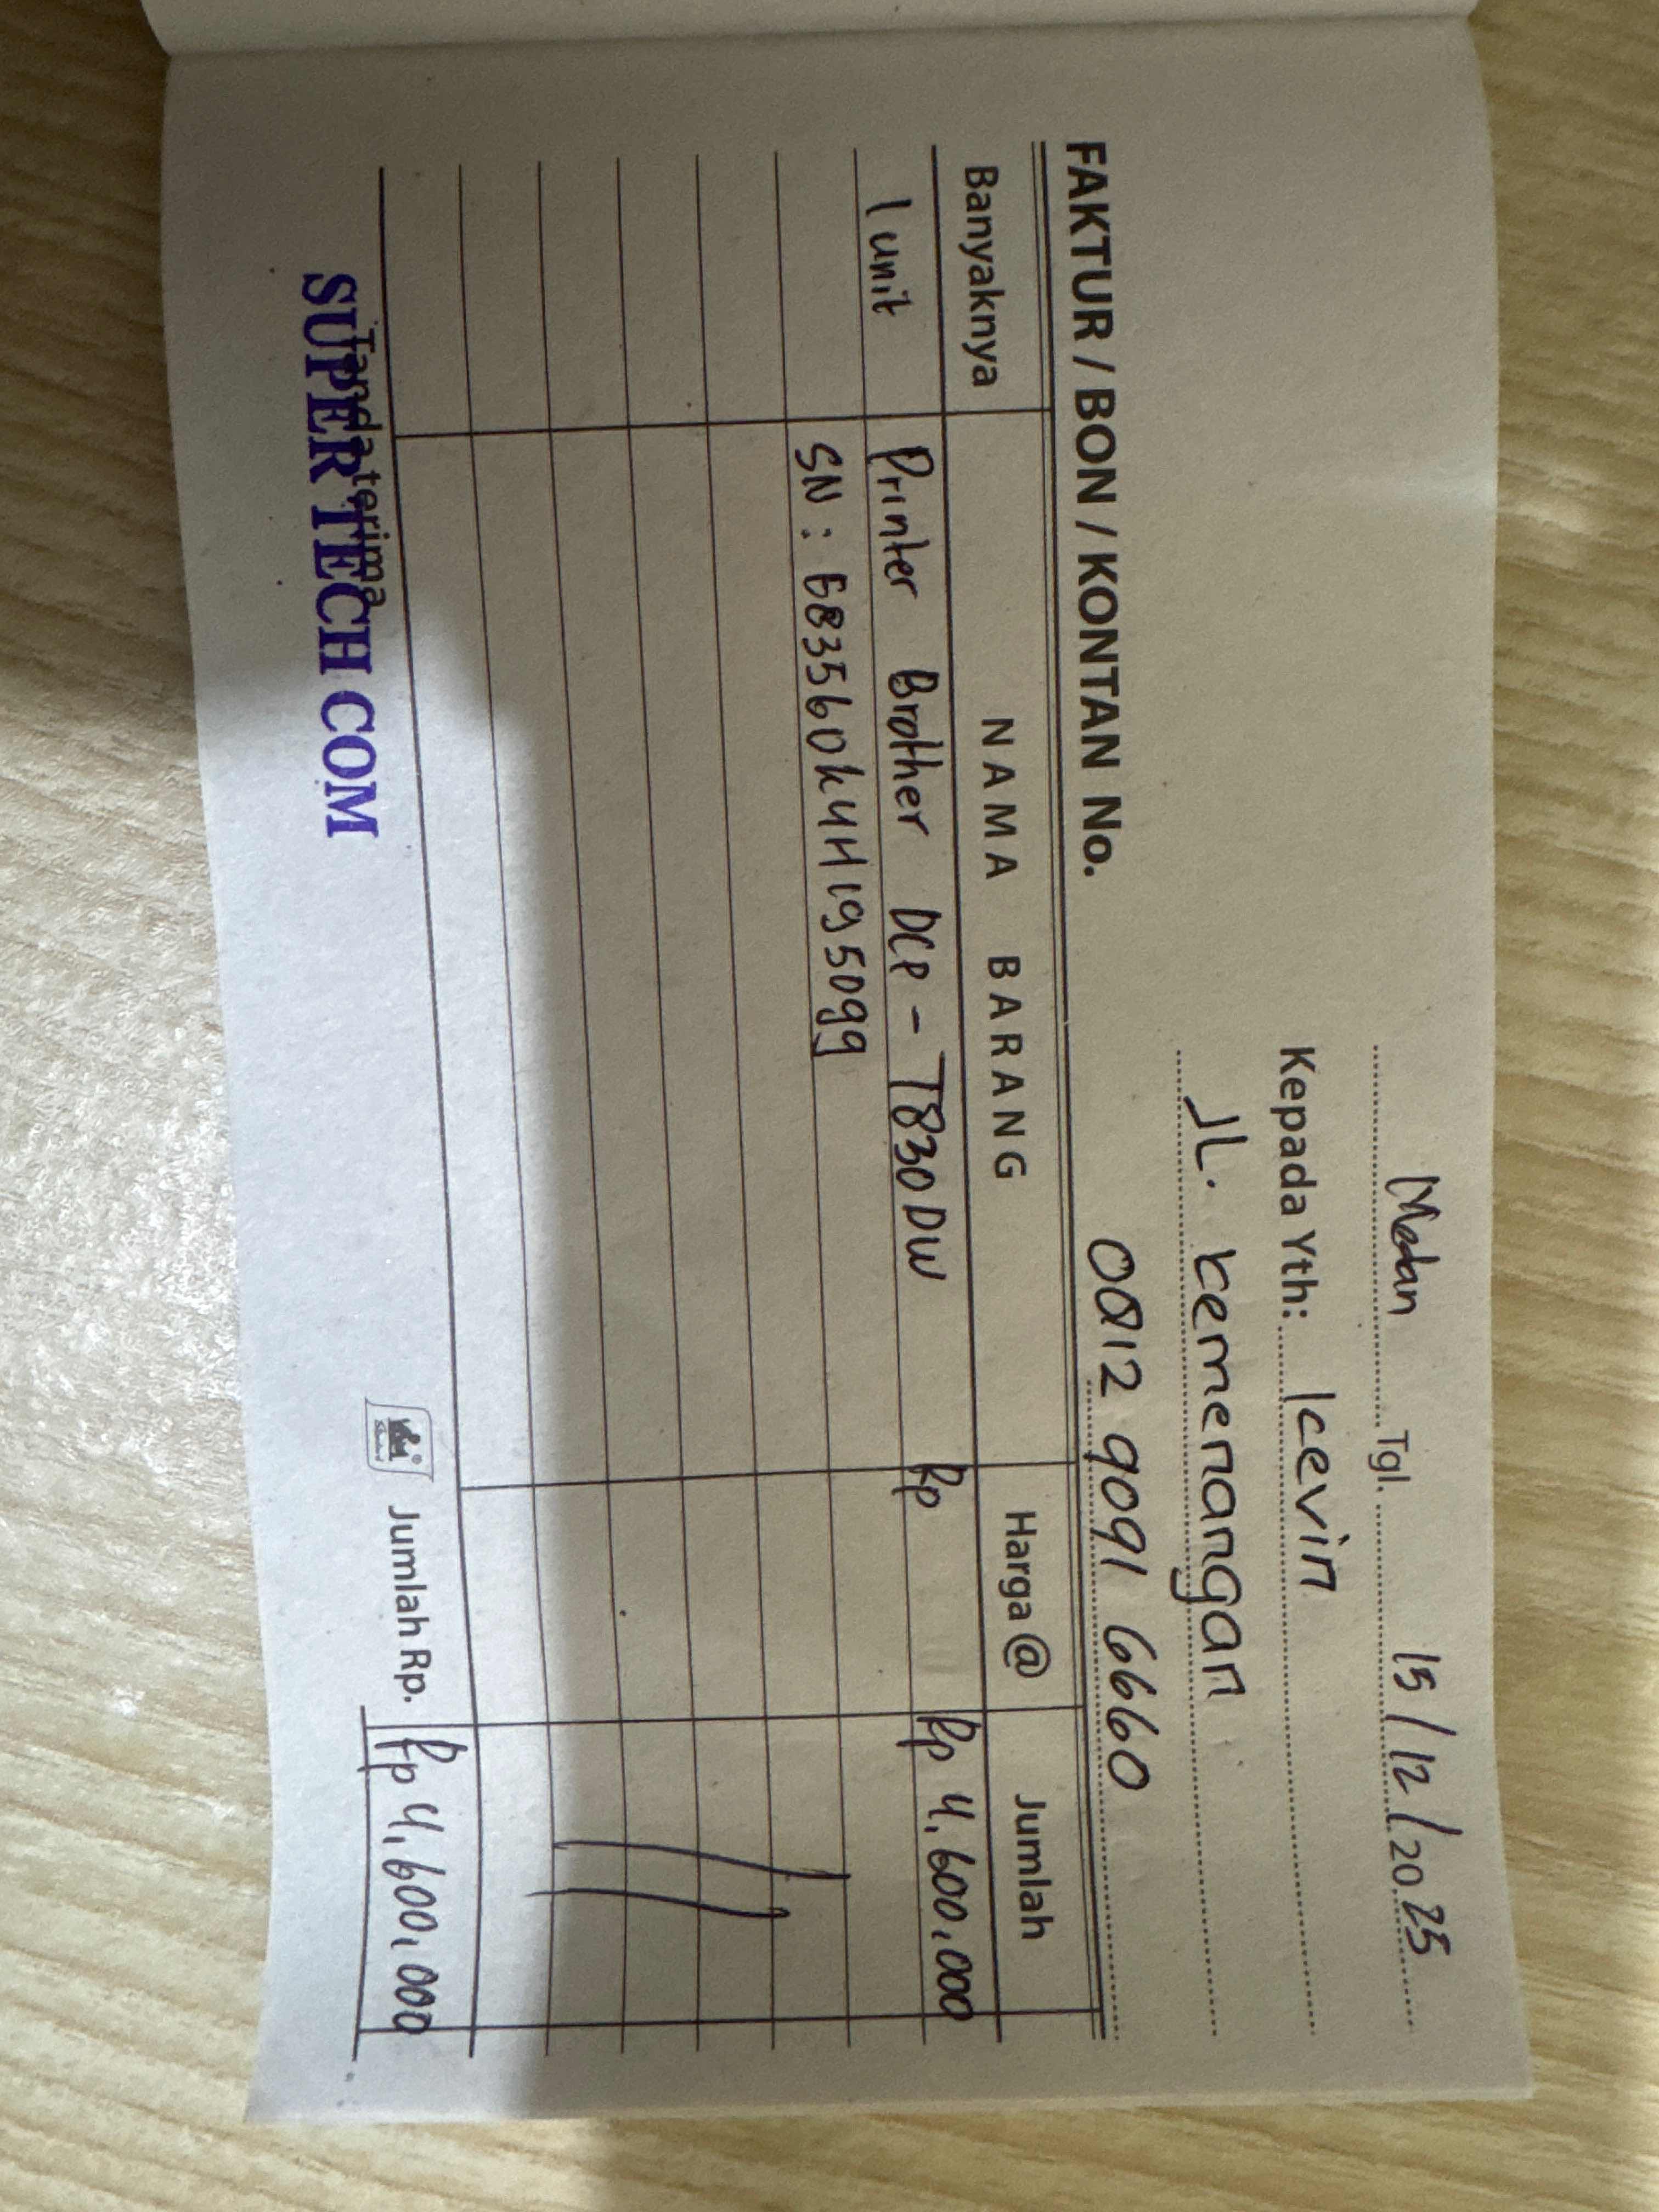 Medan Tgl. 15/12/2025
Kepada Yth: Kevin
JL. Kemenangan
0812 9091 6660
FAKTUR / BON / KONTAN No.
Banyaknya NAMA BARANG Harga @ Jumlah
1 unit Printer Brother DCP - T830DW Rp Rp 4,600,000
SN : E83560K4H195099
Tanda terima
SUPER TECH COM
Jumlah Rp. Rp 4,600,000